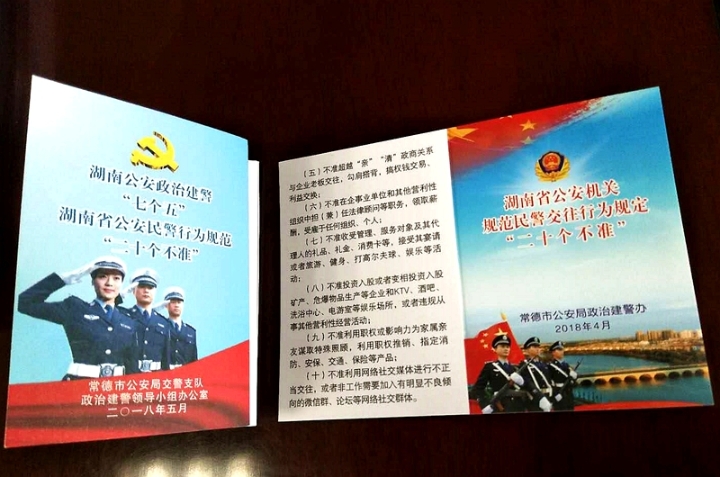 湖南公安政治建警
“七个五”
湖南省公安民警行为规范
“二十个不准”
常德市公安局交警支队
政治建警领导小组办公室
二〇一八年五月
（五）不准超越“亲”“清”政商关系
与企业老板交往，勾肩搭背，搞权钱交易、
利益交换；
（六）不准在企事业单位和其他营利性
组织中担（兼）任法律顾问等职务，领取薪
酬，受雇于任何组织、个人；
（七）不准收受管理、服务对象及其代
理人的礼品、礼金、消费卡等，接受其宴请
或者旅游、健身、打高尔夫球、娱乐等活
动；
（八）不准投资入股或者变相投资入股
矿产、危爆物品生产等企业和KTV、酒吧、
洗浴中心、电游室等娱乐场所，或者违规从
事其他营利性经营活动；
（九）不准利用职权或影响力为家属亲
友谋取特殊照顾，利用职权推销、指定消
防、安保、交通、保险等产品；
（十）不准利用网络社交媒体进行不正
当交往，或者非工作需要加入有明显不良倾
向的微信群、论坛等网络社交群体。
湖南省公安机关
规范民警交往行为规定
“二十个不准”
常德市公安局政治建警办
2018年4月